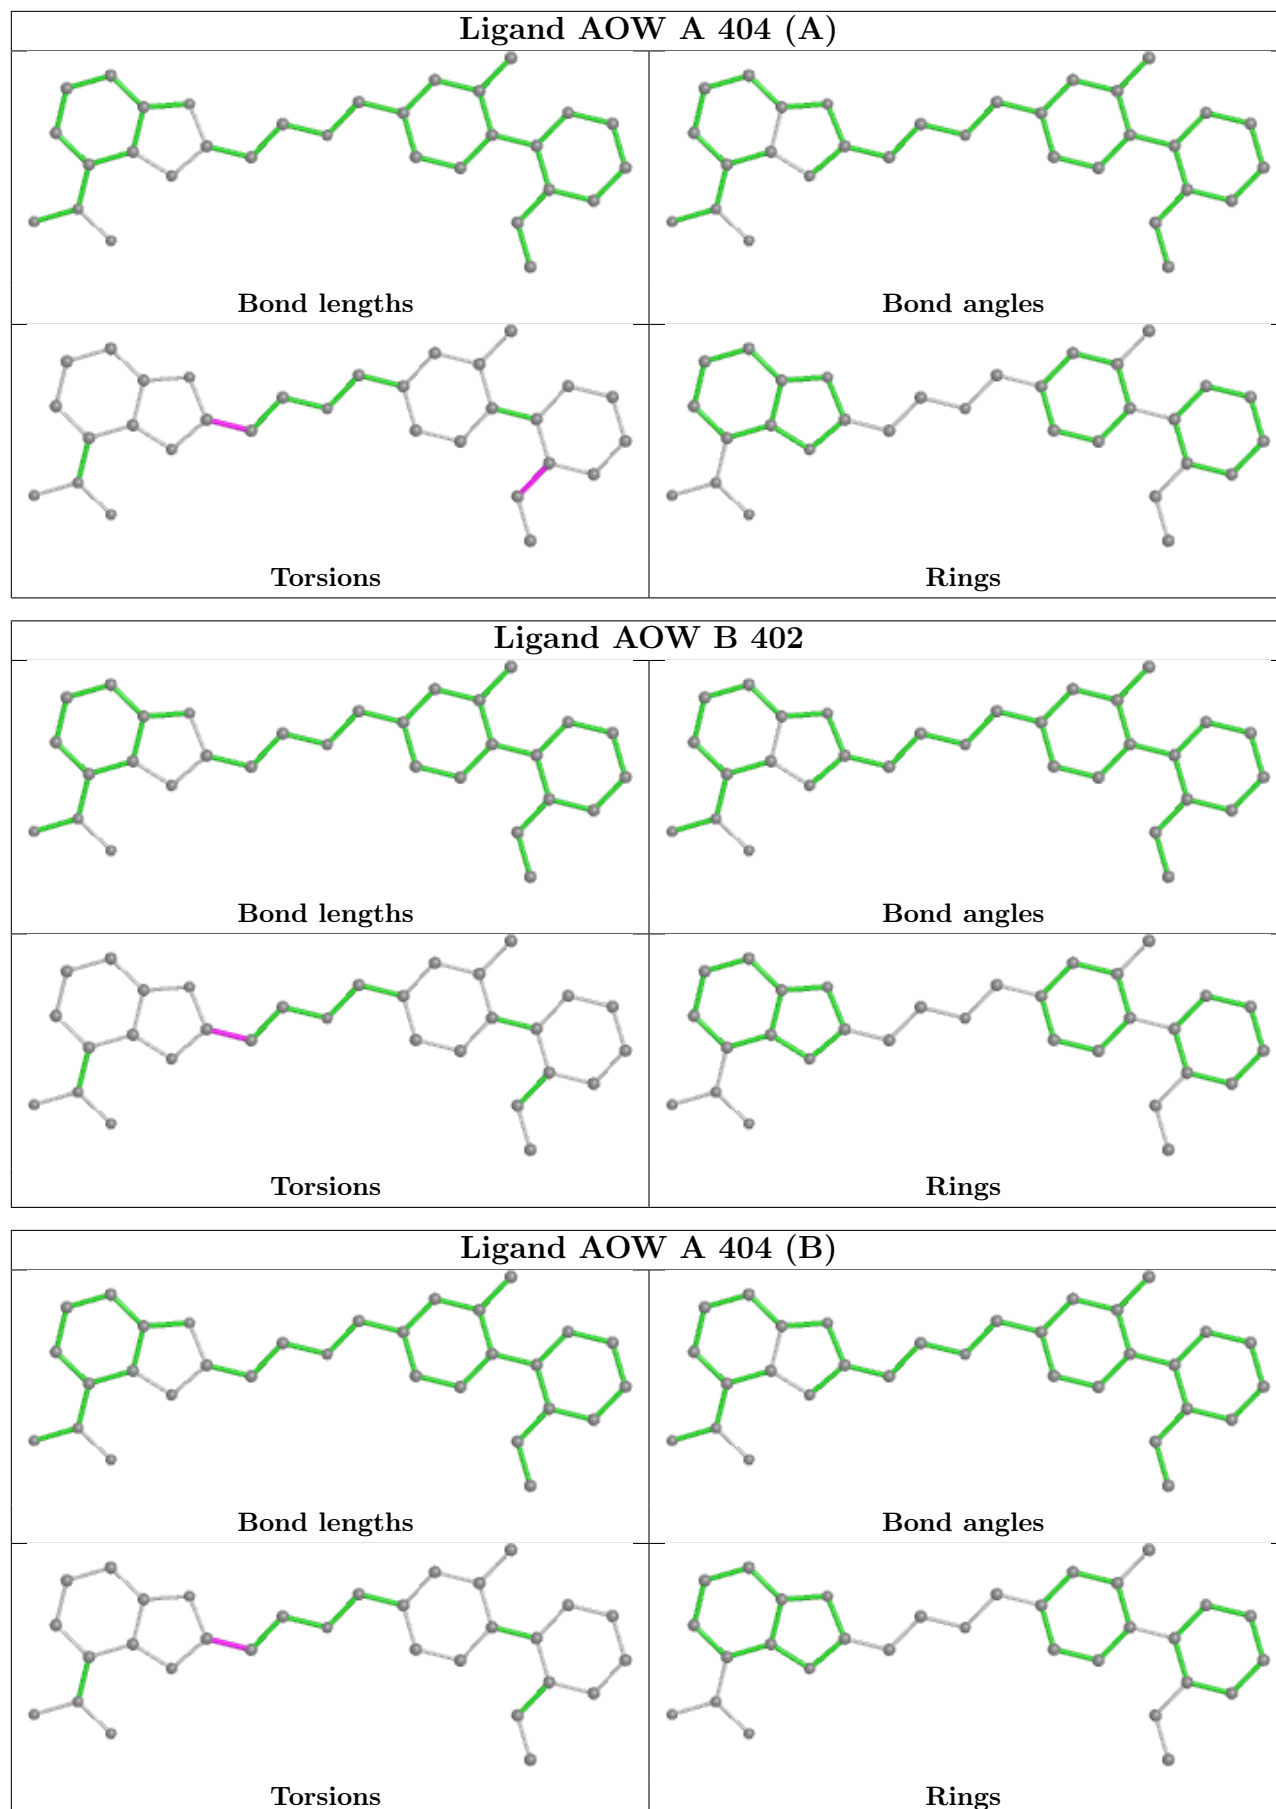 Ligand AOW A 404 (A)
Bond lengths
Bond angles
Torsions
Rings
Ligand AOW B 402
Bond lengths
Bond angles
Torsions
Rings
Ligand AOW A 404 (B)
Bond lengths
Bond angles
Torsions
Rings